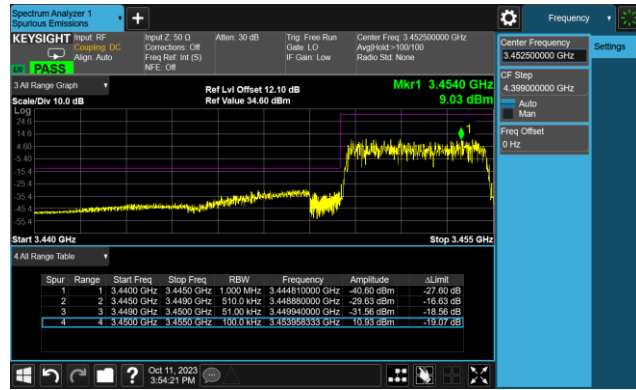 Spectrum Analyzer 1
Spurious Emissions
Frequency
KEYSIGHT Input: RF
Coupling: DC
Align: Auto
Input Z: 50 Ω
Corrections: Off
Freq Ref: Int (S)
NFE: Off
Atten: 30 dB
Trig: Free Run
Gate: LO
IF Gain: Low
Center Freq: 3.452500000 GHz
Avg|Hold:>100/100
Radio Std: None
LV PASS
Center Frequency
3.452500000 GHz
Settings
CF Step
4.399000000 GHz
Auto
Man
Freq Offset
0 Hz
3 All Range Graph
Scale/Div 10.0 dB
Ref Lvl Offset 12.10 dB
Ref Value 34.60 dBm
Mkr1 3.4540 GHz
9.03 dBm
Log
24.6
14.6
4.60
-5.40
-15.4
-25.4
-35.4
-45.4
-55.4
1
Start 3.440 GHz
Stop 3.455 GHz
4 All Range Table
Spur Range Start Freq Stop Freq RBW Frequency Amplitude ΔLimit
1 1 3.4400 GHz 3.4450 GHz 1.000 MHz 3.444810000 GHz -40.60 dBm -27.60 dB
2 2 3.4450 GHz 3.4490 GHz 510.0 kHz 3.448880000 GHz -29.63 dBm -16.63 dB
3 3 3.4490 GHz 3.4500 GHz 51.00 kHz 3.449940000 GHz -31.56 dBm -18.56 dB
4 4 3.4500 GHz 3.4550 GHz 100.0 kHz 3.453958333 GHz 10.93 dBm -19.07 dB
?
Oct 11, 2023
3:54:21 PM